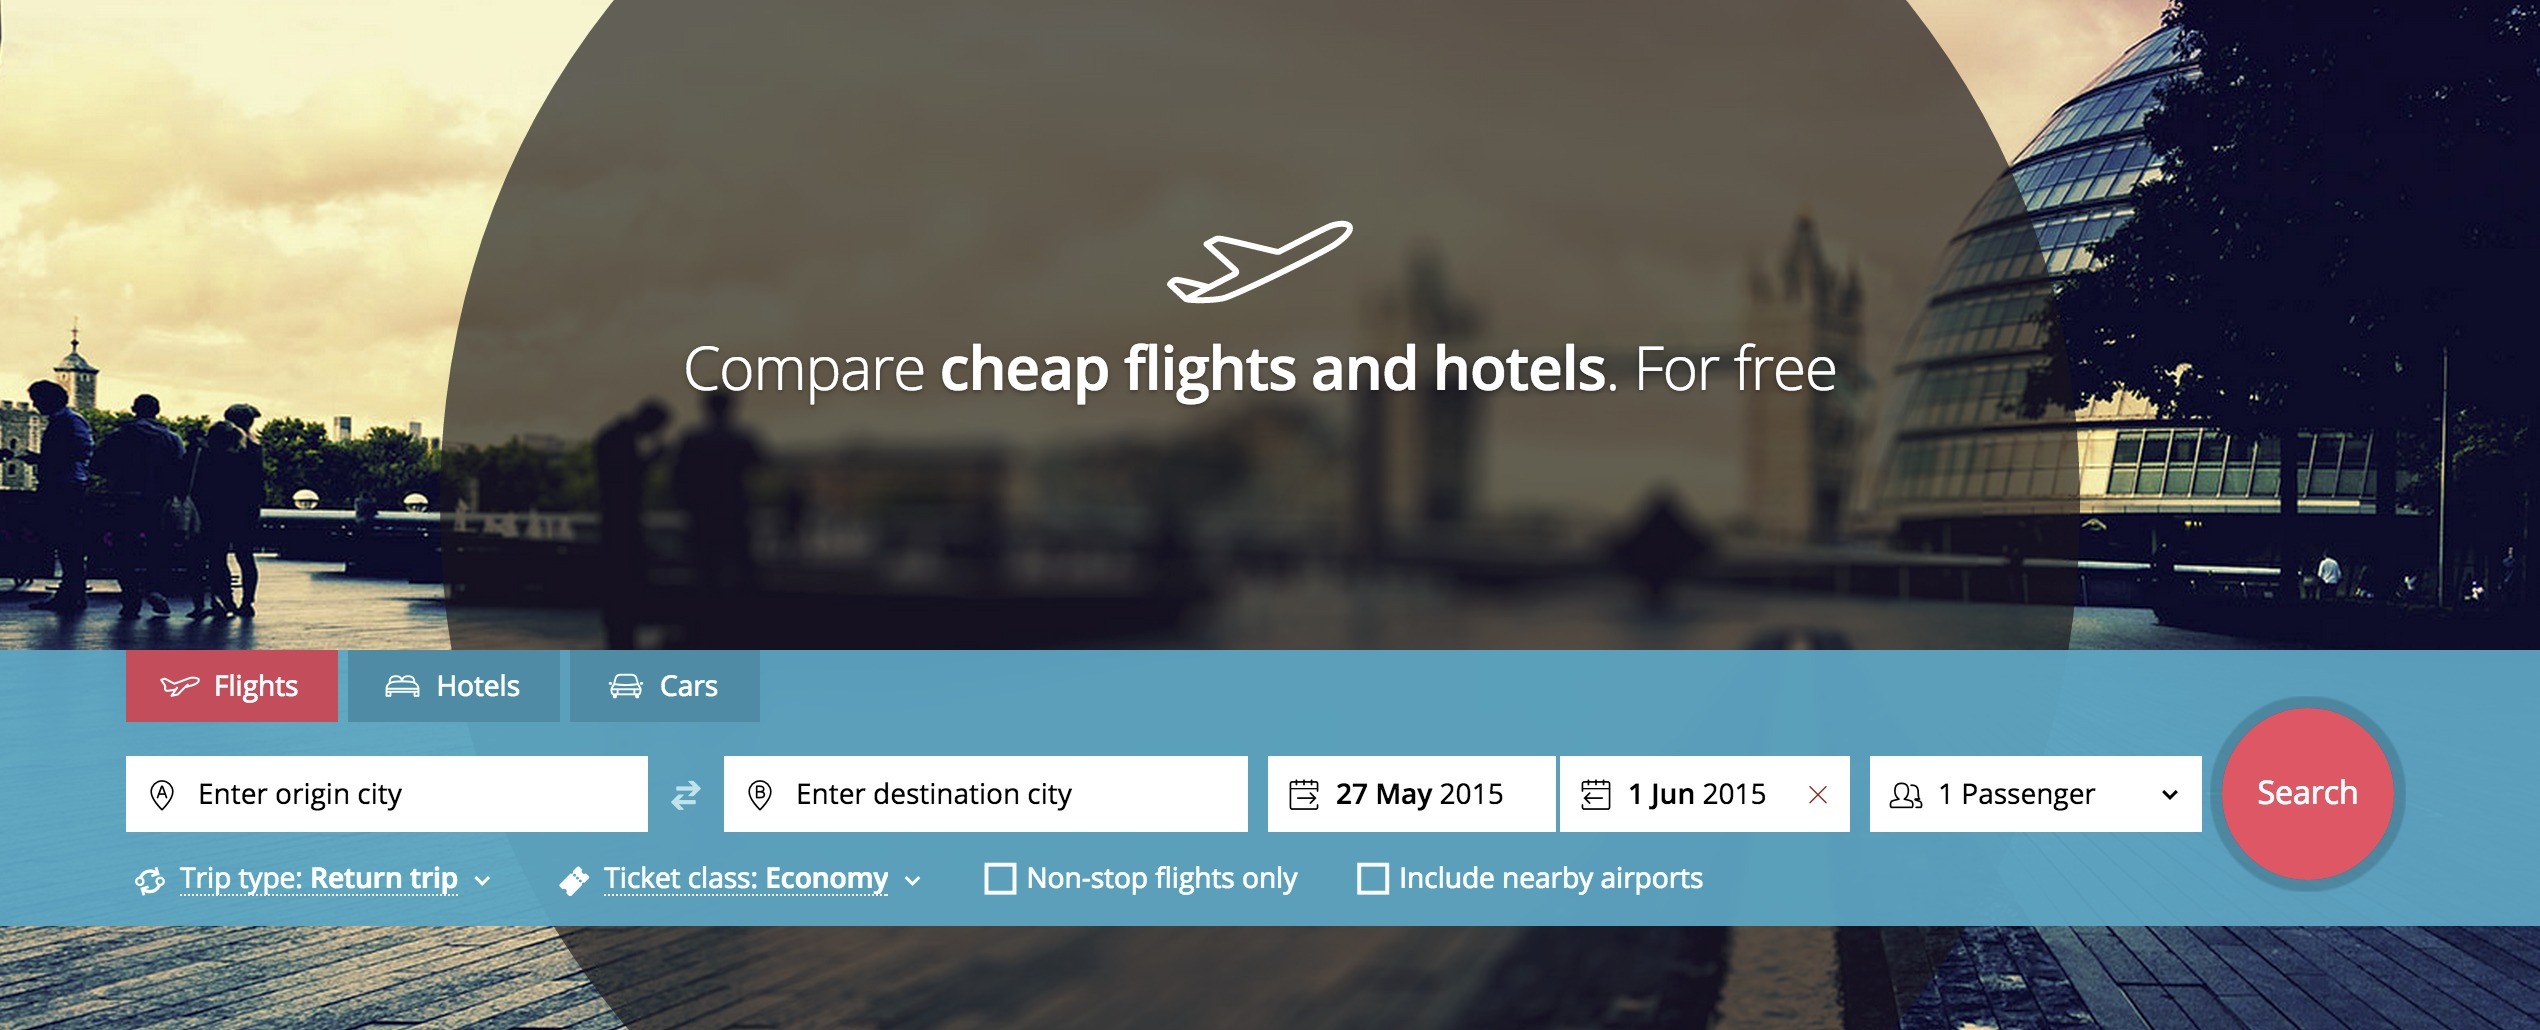 Compare cheap flights and hotels. For free
Flights
Hotels
Cars
A
Enter origin city
B
Enter destination city
27 May 2015
1 Jun 2015
1 Passenger
Search
Trip type: Return trip
Ticket class: Economy
Non-stop flights only
Include nearby airports